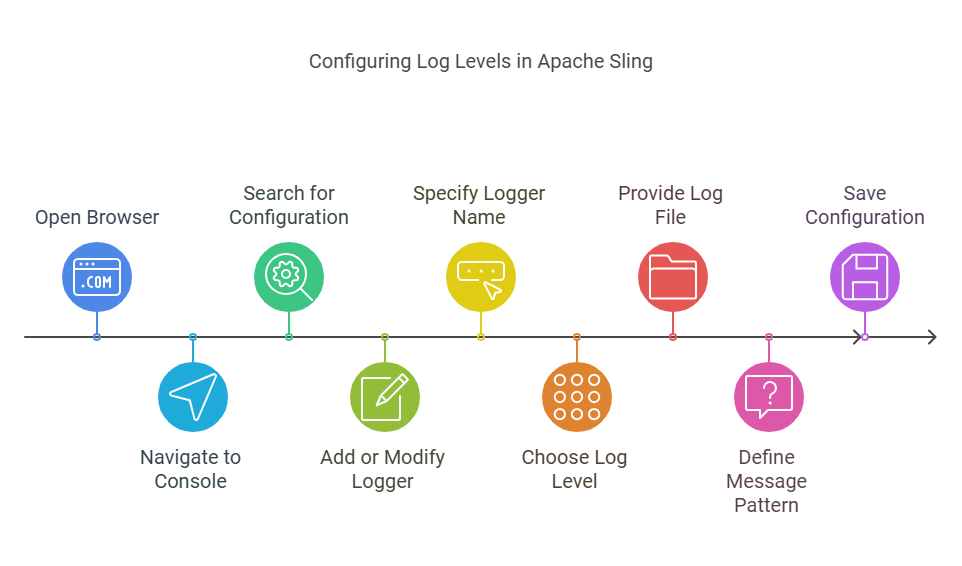 Configuring Log Levels in Apache Sling
Open Browser
.COM
Navigate to
Console
Search for
Configuration
Add or Modify
Logger
Specify Logger
Name
Choose Log
Level
Provide Log
File
?
Define
Message
Pattern
Save
Configuration